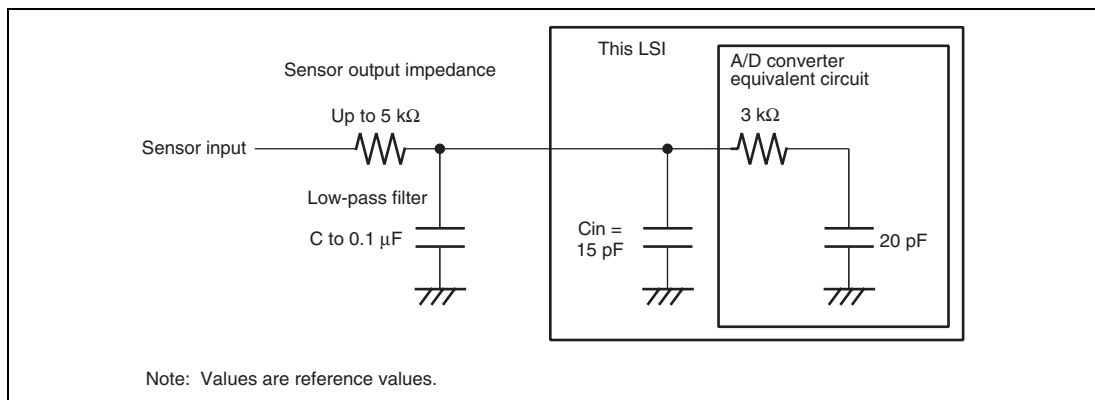 This LSI
A/D converter
equivalent circuit
Sensor output impedance
Up to 5 kΩ
3 kΩ
Sensor input
Low-pass filter
C to 0.1 μF
Cin =
15 pF
20 pF
Note: Values are reference values.